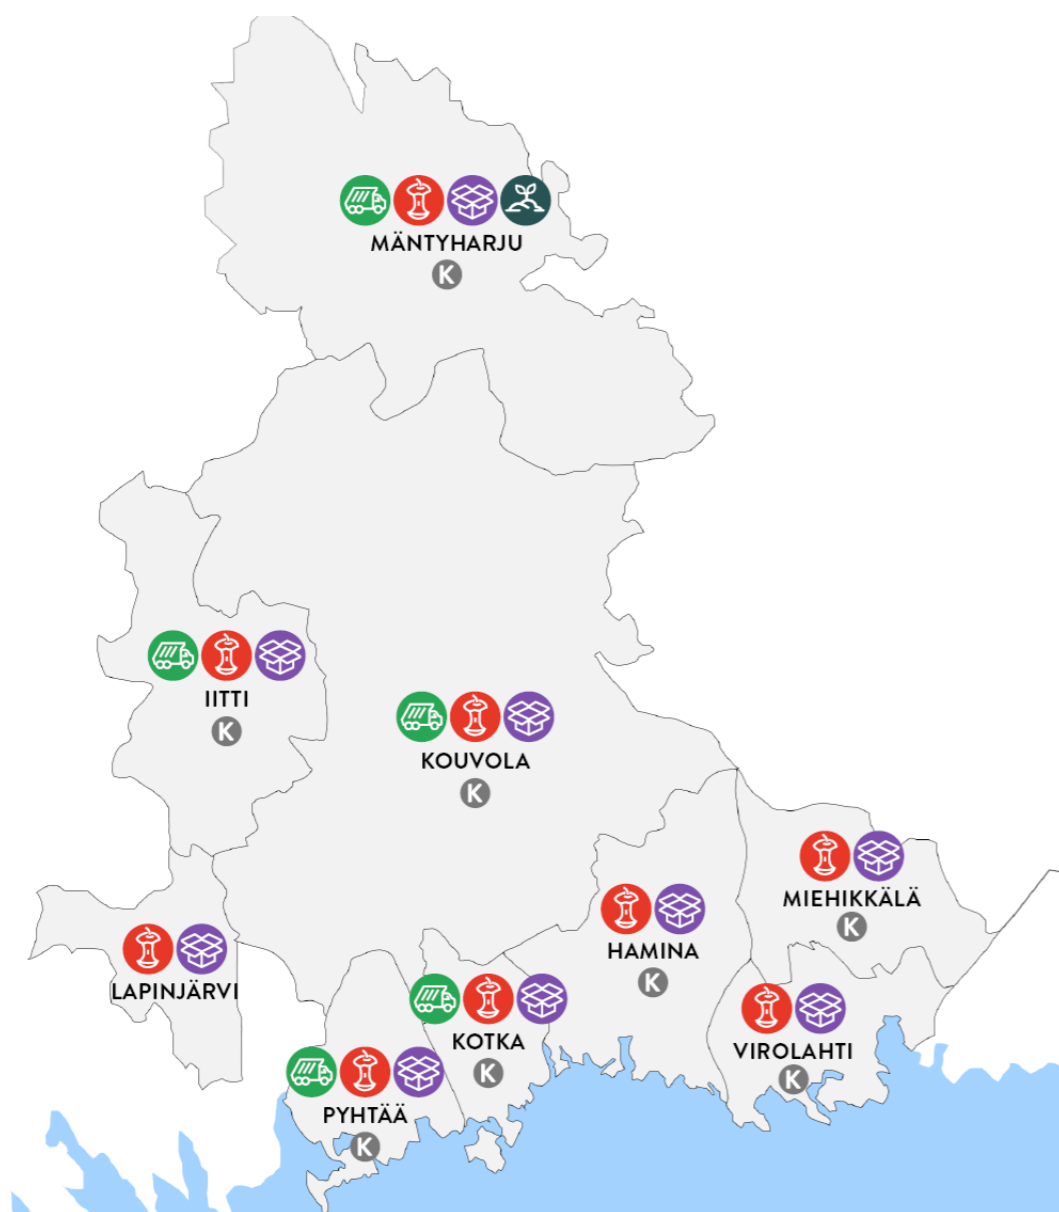 MÄNTYHARJU
K
IITTI
K
KOUVOLA
K
MIEHIKKÄLÄ
K
HAMINA
K
LAPINJÄRVI
KOTKA
K
VIROLAHTI
K
PYHTÄÄ
K